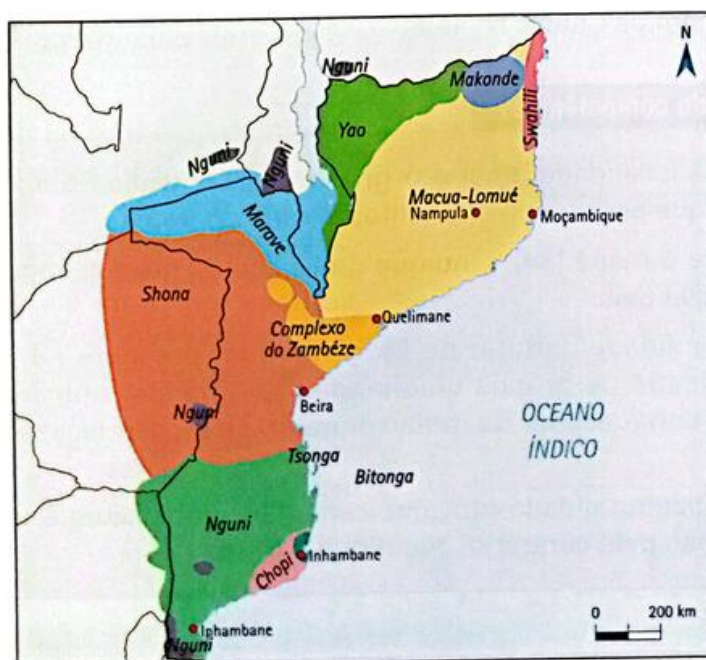 N
Nguni
Makonde
Swahili
Yao
Nguni
Nguni
Macua-Lomué
Nampula
Moçambique
Marave
Shona
Complexo
do Zambéze
Quelimane
Nguni
Beira
OCEANO
ÍNDICO
Tsonga
Bitonga
Nguni
Chopi
Inhambane
Iphambane
Nguni
0 200 km